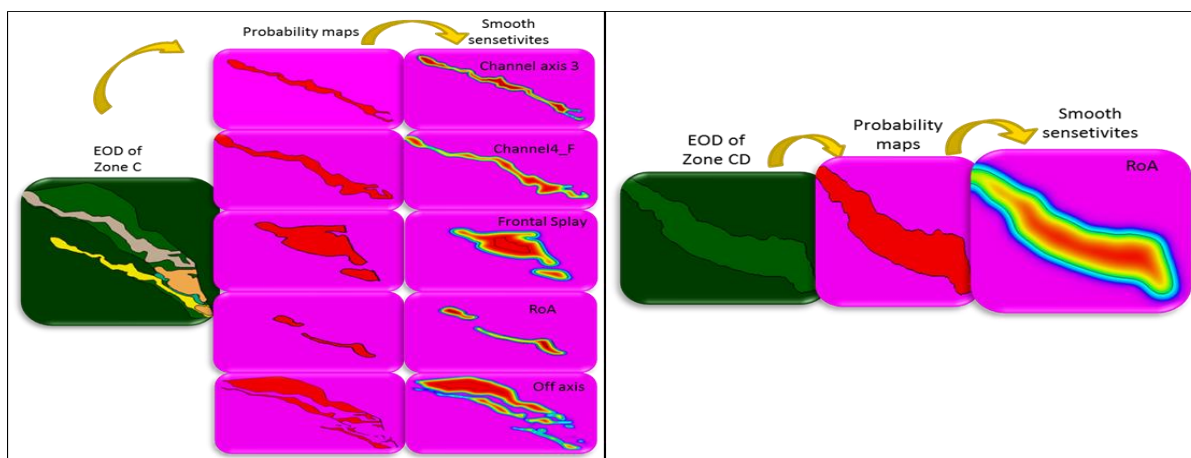 Probability maps
Smooth
sensetivites
Channel axis 3
EOD of
Zone C
Channel4_F
Frontal Splay
RoA
Off axis
EOD of
Zone CD
Probability
maps
Smooth
sensetivites
RoA